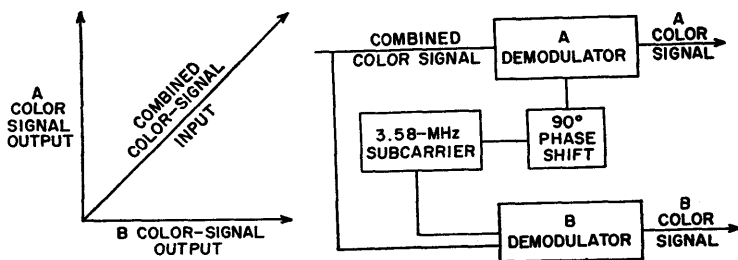 A
COLOR
SIGNAL
OUTPUT
COMBINED
COLOR-SIGNAL
INPUT
B COLOR-SIGNAL
OUTPUT
COMBINED
COLOR SIGNAL
A
DEMODULATOR
A
COLOR
SIGNAL
3.58-MHz
SUBCARRIER
90°
PHASE
SHIFT
B
DEMODULATOR
B
COLOR
SIGNAL